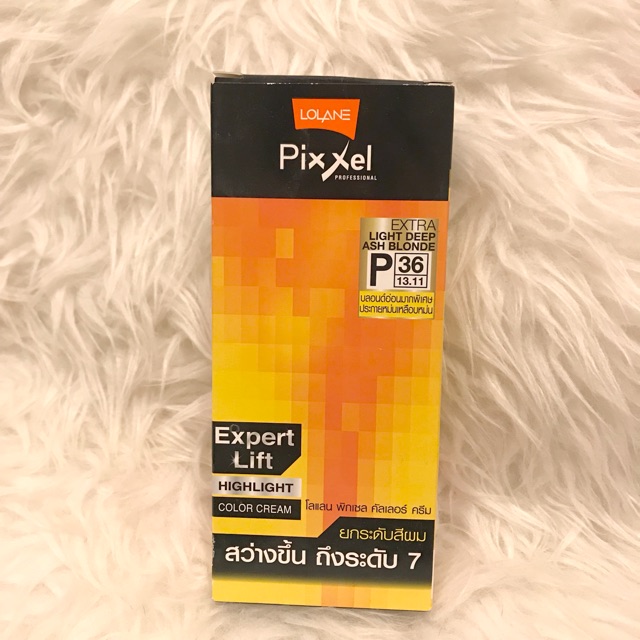 LOLANE
Pixxel
PROFESSIONAL
EXTRA
LIGHT DEEP
ASH BLONDE
P 36
13.11
บลอนด์อ่อนมากพิเศษ
ประกายหม่นเหลือบหม่น
Expert
Lift
HIGHLIGHT
COLOR CREAM
โลแลน พิกเซล คัลเลอร์ ครีม
ยกระดับสีผม
สว่างขึ้น ถึงระดับ 7